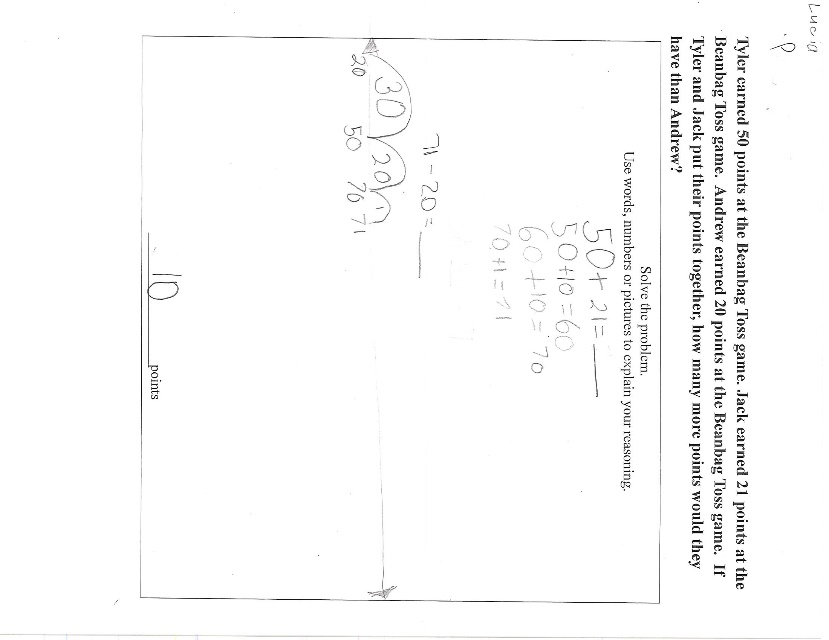 Lucia
.P
Tyler earned 50 points at the Beanbag Toss game. Jack earned 21 points at the
Beanbag Toss game. Andrew earned 20 points at the Beanbag Toss game. If
Tyler and Jack put their points together, how many more points would they
have than Andrew?
Solve the problem.
Use words, numbers or pictures to explain your reasoning.
50 + 21 = ___
50 + 10 = 60
60 + 10 = 70
70 + 1 = 71
71 - 20 = ___
30 20 1
20 50 70 71
10 points